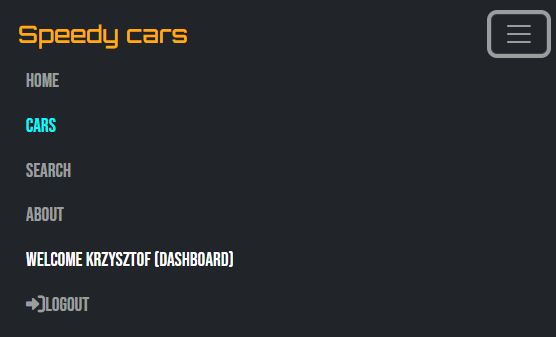 Speedy cars
HOME
CARS
SEARCH
ABOUT
WELCOME KRZYSZTOF (DASHBOARD)
LOGOUT